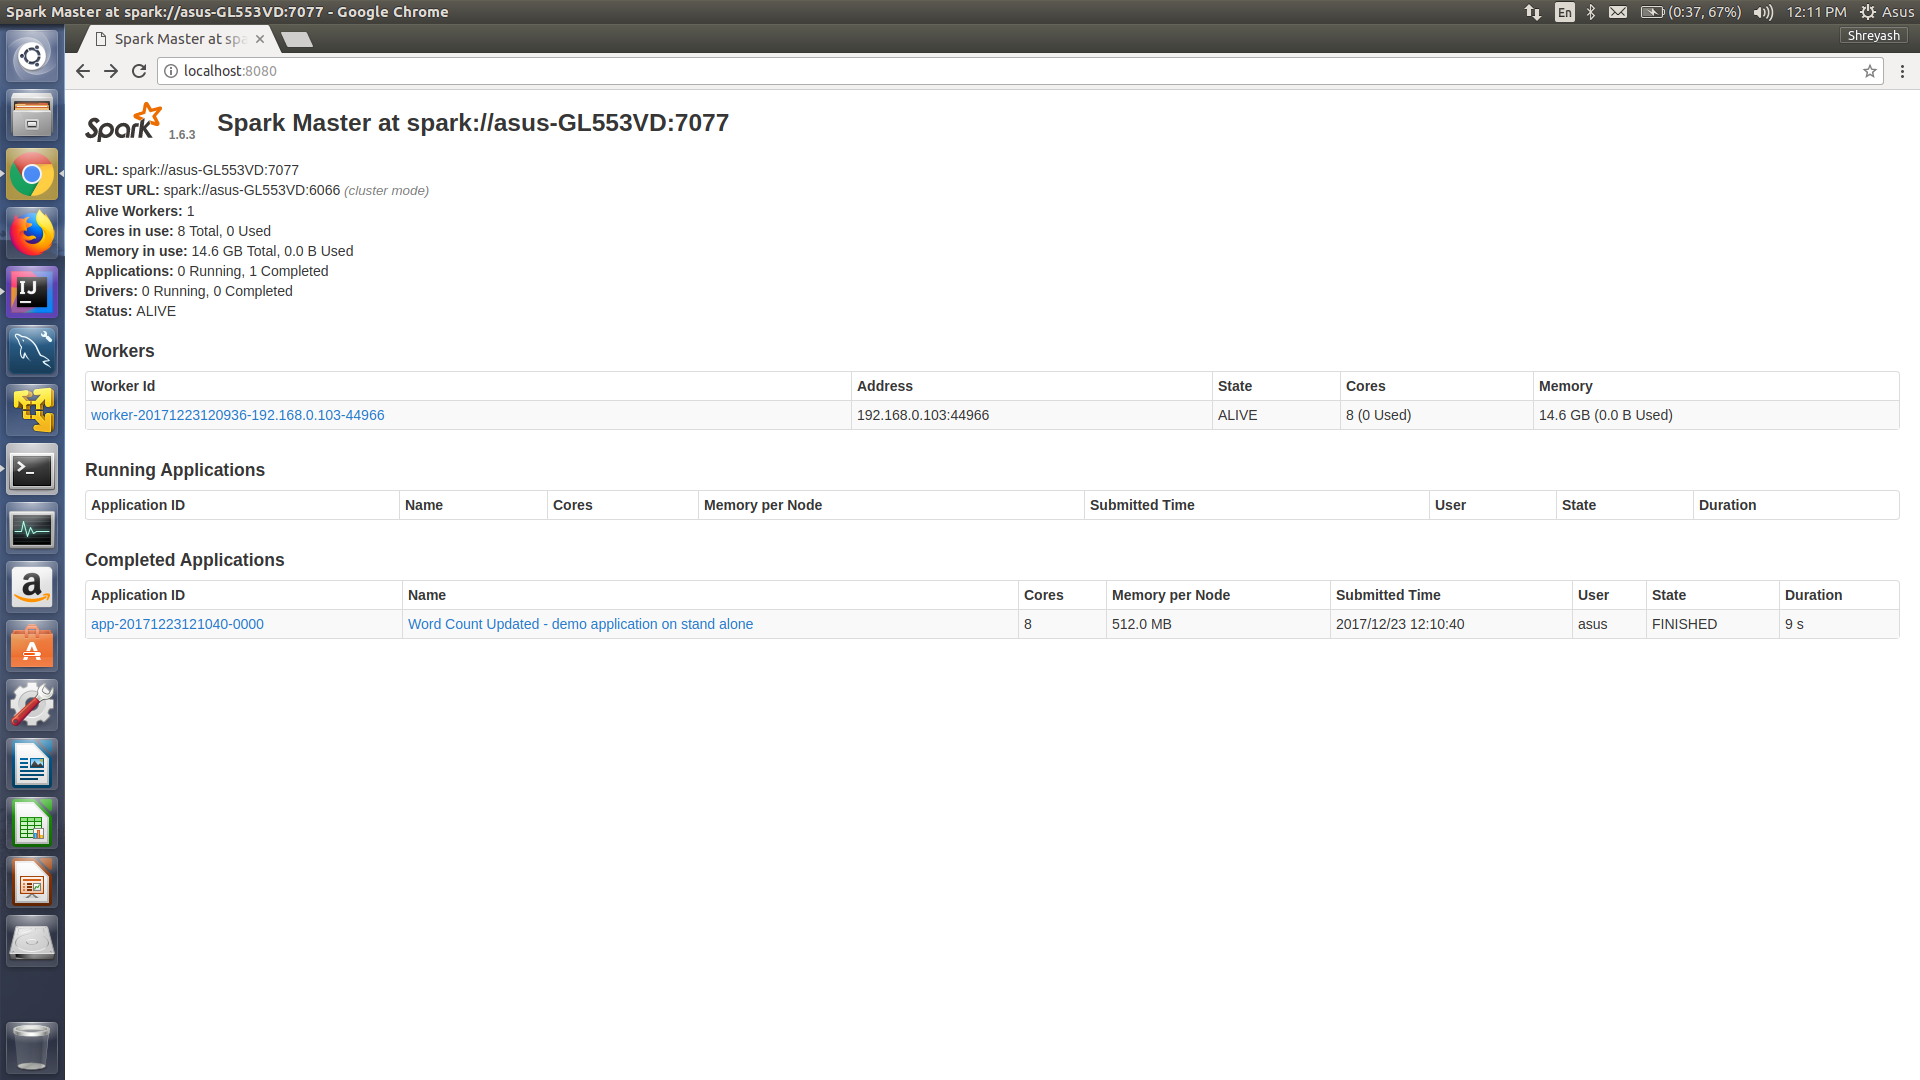 Spark Master at spark://asus-GL553VD:7077 - Google Chrome
En
(0:37, 67%)
12:11 PM
Asus
Spark Master at spa
Shreyash
localhost:8080
Spark 1.6.3
Spark Master at spark://asus-GL553VD:7077
URL: spark://asus-GL553VD:7077
REST URL: spark://asus-GL553VD:6066 (cluster mode)
Alive Workers: 1
Cores in use: 8 Total, 0 Used
Memory in use: 14.6 GB Total, 0.0 B Used
Applications: 0 Running, 1 Completed
Drivers: 0 Running, 0 Completed
Status: ALIVE
Workers
Worker Id Address State Cores Memory
worker-20171223120936-192.168.0.103-44966 192.168.0.103:44966 ALIVE 8 (0 Used) 14.6 GB (0.0 B Used)
Running Applications
Application ID Name Cores Memory per Node Submitted Time User State Duration
Completed Applications
Application ID Name Cores Memory per Node Submitted Time User State Duration
app-20171223121040-0000 Word Count Updated - demo application on stand alone 8 512.0 MB 2017/12/23 12:10:40 asus FINISHED 9 s
IJ
a
A